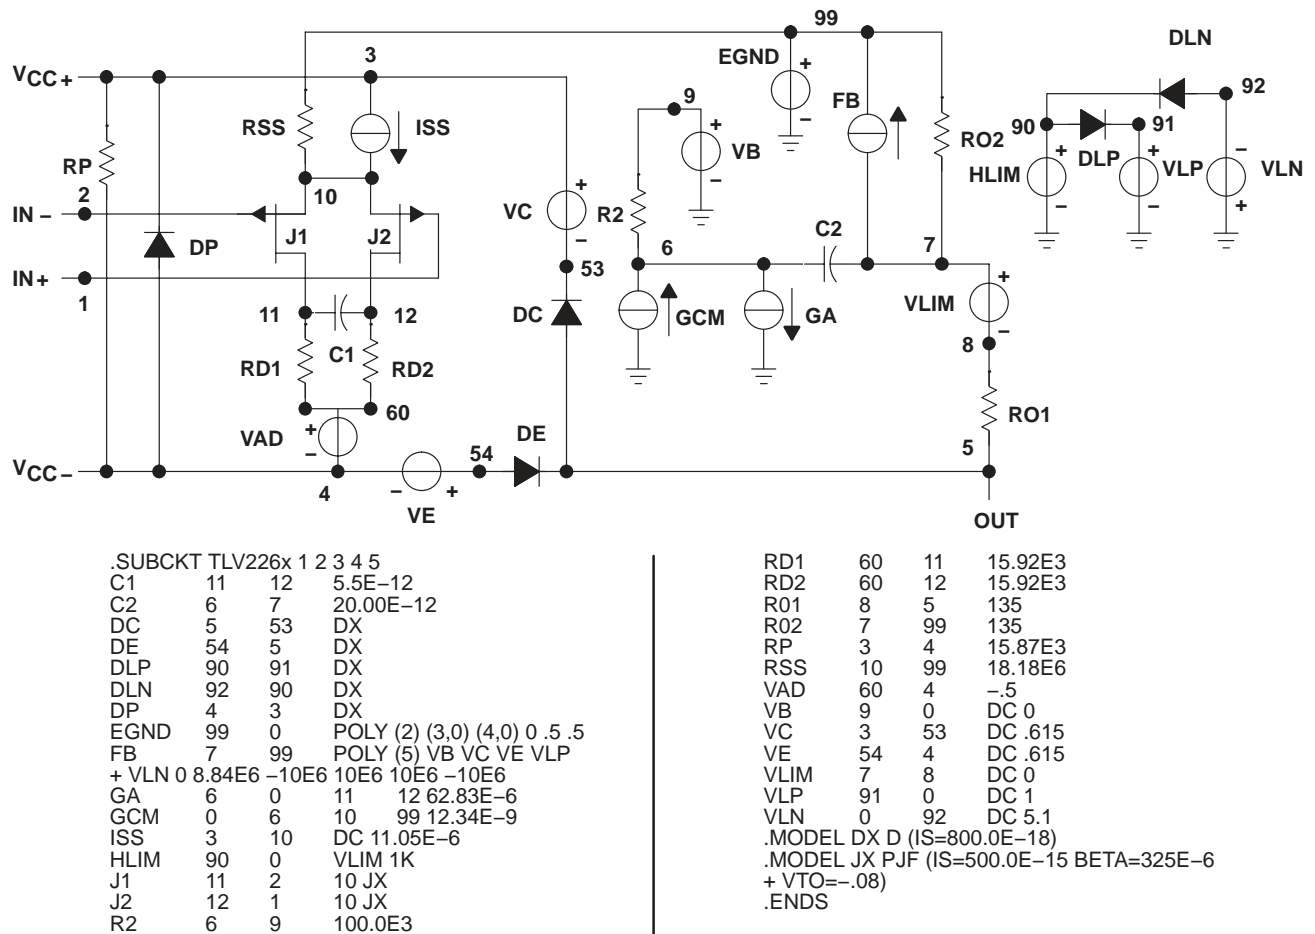 99
DLN
3
VCC+
EGND
+
−
9
FB
92
RSS
ISS
+
VB
−
RO2
90
91
RP
DLP
HLIM
+
−
+
VLP
−
−
VLN
+
10
2
IN −
VC
+
−
R2
J1
J2
C2
DP
6
7
IN+
53
1
+
VLIM
−
11
12
DC
GCM
GA
C1
8
RD1
RD2
60
RO1
VAD
+
−
DE
54
5
VCC−
4
−
+
VE
OUT
.SUBCKT TLV226x 1 2 3 4 5
C1 11 12 5.5E−12
C2 6 7 20.00E−12
DC 5 53 DX
DE 54 5 DX
DLP 90 91 DX
DLN 92 90 DX
DP 4 3 DX
EGND 99 0 POLY (2) (3,0) (4,0) 0 .5 .5
FB 7 99 POLY (5) VB VC VE VLP
+ VLN 0 8.84E6 −10E6 10E6 10E6 −10E6
GA 6 0 11 12 62.83E−6
GCM 0 6 10 99 12.34E−9
ISS 3 10 DC 11.05E−6
HLIM 90 0 VLIM 1K
J1 11 2 10 JX
J2 12 1 10 JX
R2 6 9 100.0E3
RD1 60 11 15.92E3
RD2 60 12 15.92E3
R01 8 5 135
R02 7 99 135
RP 3 4 15.87E3
RSS 10 99 18.18E6
VAD 60 4 −.5
VB 9 0 DC 0
VC 3 53 DC .615
VE 54 4 DC .615
VLIM 7 8 DC 0
VLP 91 0 DC 1
VLN 0 92 DC 5.1
.MODEL DX D (IS=800.0E−18)
.MODEL JX PJF (IS=500.0E−15 BETA=325E−6
+ VTO=−.08)
.ENDS